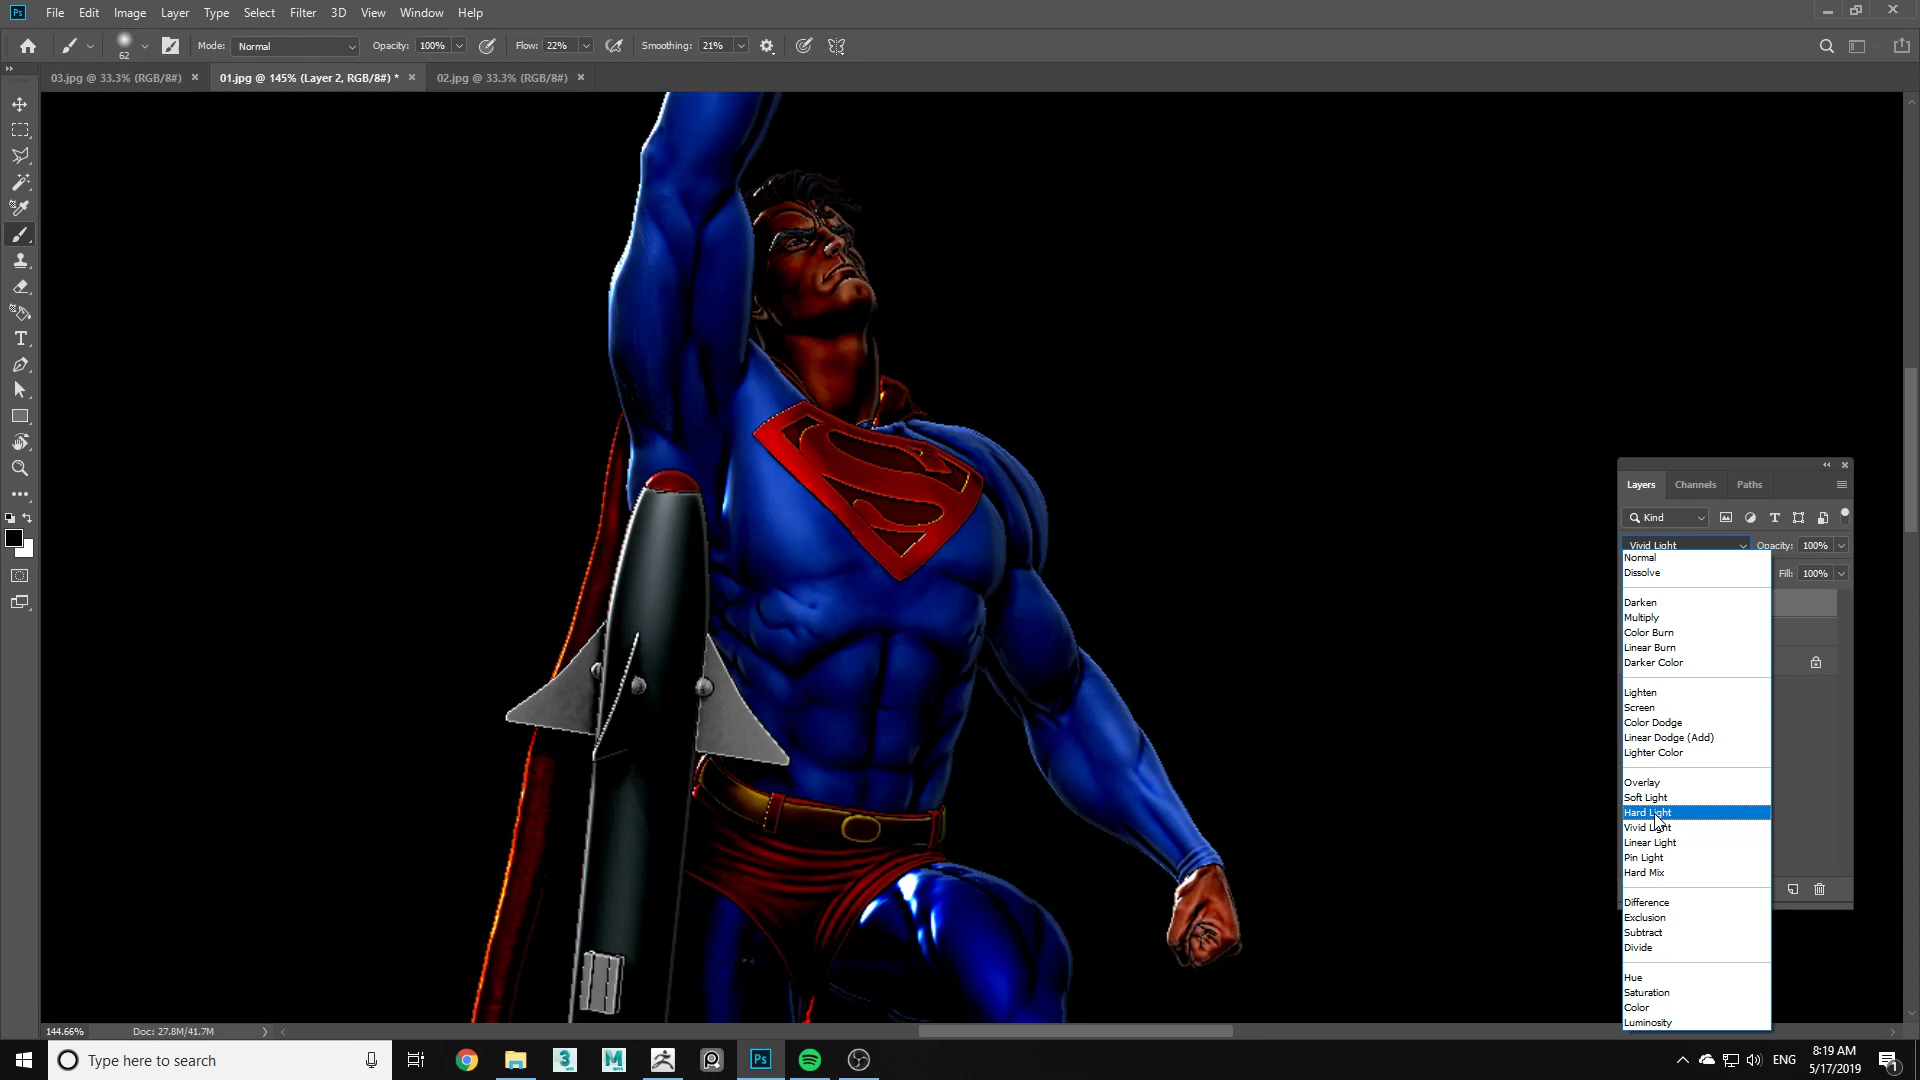 Ps File Edit Image Layer Type Select Filter 3D View Window Help
62 Mode: Normal Opacity: 100% Flow: 22% Smoothing: 21%
03.jpg @ 33.3% (RGB/8#) × 01.jpg @ 145% (Layer 2, RGB/8#) * × 02.jpg @ 33.3% (RGB/8#) ×
Layers Channels Paths
Kind
Vivid Light Opacity: 100%
Normal
Fill: 100%
Dissolve
Darken
Multiply
Color Burn
Linear Burn
Darker Color
Lighten
Screen
Color Dodge
Linear Dodge (Add)
Lighter Color
Overlay
Soft Light
Hard Light
Vivid Light
Linear Light
Pin Light
Hard Mix
Difference
Exclusion
Subtract
Divide
Hue
Saturation
Color
Luminosity
144.66% Doc: 27.8M/41.7M
Type here to search
3
M
Ps
ENG
8:19 AM
5/17/2019
1